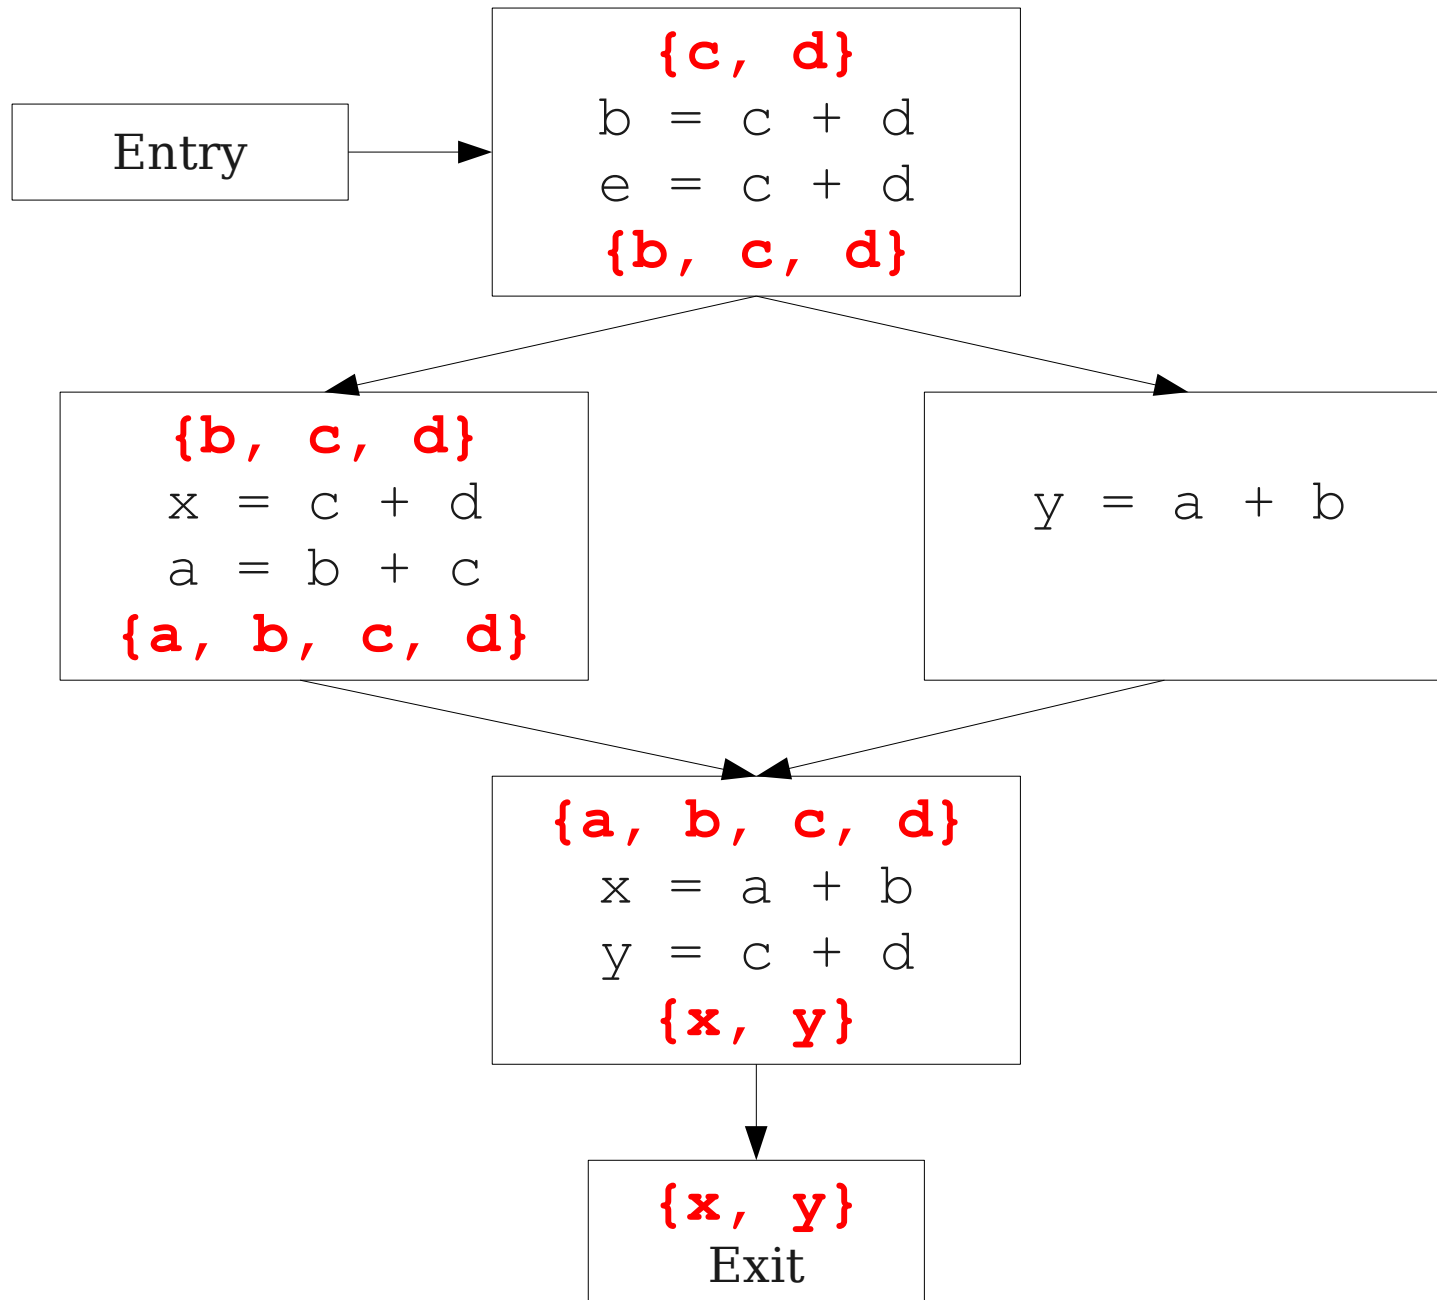 Entry
{c, d}
b = c + d
e = c + d
{b, c, d}
{b, c, d}
x = c + d
a = b + c
{a, b, c, d}
y = a + b
{a, b, c, d}
x = a + b
y = c + d
{x, y}
{x, y}
Exit